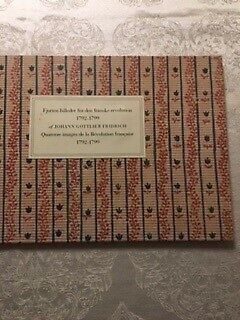 Fjorten billeder fra den franske revolution
1792-1799
af JOHANN GOTTLIEB FRIDRICH
Quatorze images de la Révolution française
1792-1799